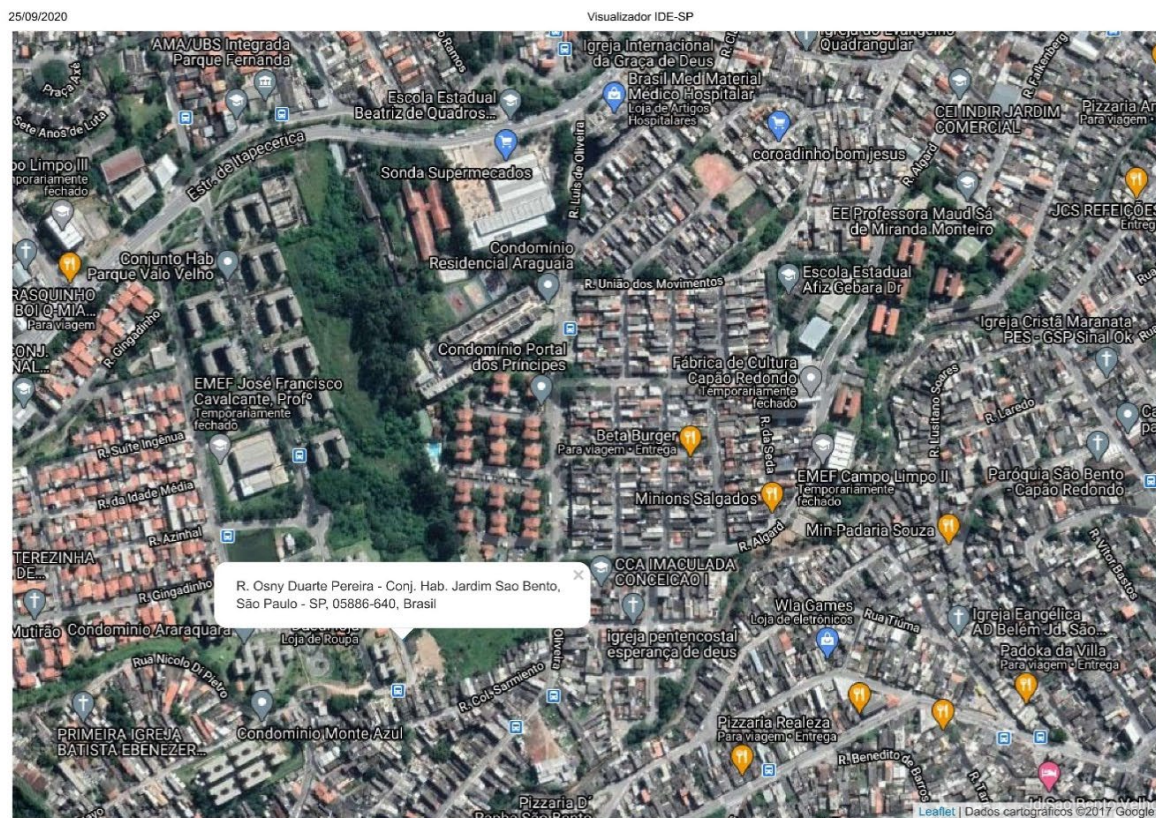 25/09/2020
Visualizador IDE-SP
AMA/UBS Integrada
Parque Fernanda
Igreja Internacional
da Graça de Deus
Quadrangular
Praça Axé
Sete Anos de Luta
Escola Estadual
Beatriz de Quadros...
Brasil Med Material
Médico Hospitalar
Loja de Artigos
Hospitalares
R. Falkenberg
CEI INDIR JARDIM
COMERCIAL
Pizzaria
Para viagem
Estr. de Itapecerica
Limpo III
Temporariamente
fechado
Sonda Supermecados
R. Luís de Oliveira
coroadinho bom jesus
R. Algard
JCS REFEIÇÕES
EE Professora Maud Sá
de Miranda Monteiro
Conjunto Hab
Parque Valo Velho
Condomínio
Residencial Araguaia
R. União dos Movimentos
Escola Estadual
Afiz Gebara Dr
BOI Q-MIA...
Para viagem
R. Gingadinho
Igreja Cristã Maranata
PES - GSP Sinal Ok
Condomínio Portal
dos Príncipes
Fábrica de Cultura
Capão Redondo
Temporariamente
fechado
EMEF José Francisco
Cavalcante, Profº
Temporariamente
fechado
R. Lusitano Soares
R. Laredo
R. Suíte Ingênua
Beta Burger
Para viagem • Entrega
R. da Seda
EMEF Campo Limpo II
Temporariamente
fechado
Paróquia São Bento
- Capão Redondo
R. da Idade Média
Minions Salgados
R. Azinhal
R. Algard
Min-Padaria Souza
R. Vitor Bastos
TEREZINHA
DE...
CCA IMACULADA
CONCEICAO I
R. Osny Duarte Pereira - Conj. Hab. Jardim Sao Bento,
São Paulo - SP, 05886-640, Brasil
×
R. Gingadinho
Wla Games
Loja de eletrônicos
Rua Tiúma
Igreja Eangélica
AD Belém Jd. São...
Mutirão
Condominio Araraquara
Loja de Roupa
Oliveira
igreja pentencostal
esperança de deus
Padoka da Villa
Para viagem • Entrega
Rua Nicolo Di Pietro
R. Col. Sarmiento
PRIMEIRA IGREJA
BATISTA EBENEZER...
Condominio Monte Azul
Pizzaria Realeza
Para viagem • Entrega
R. Benedito de Barros
Pizzaria D´
Leaflet | Dados cartográficos ©2017 Google